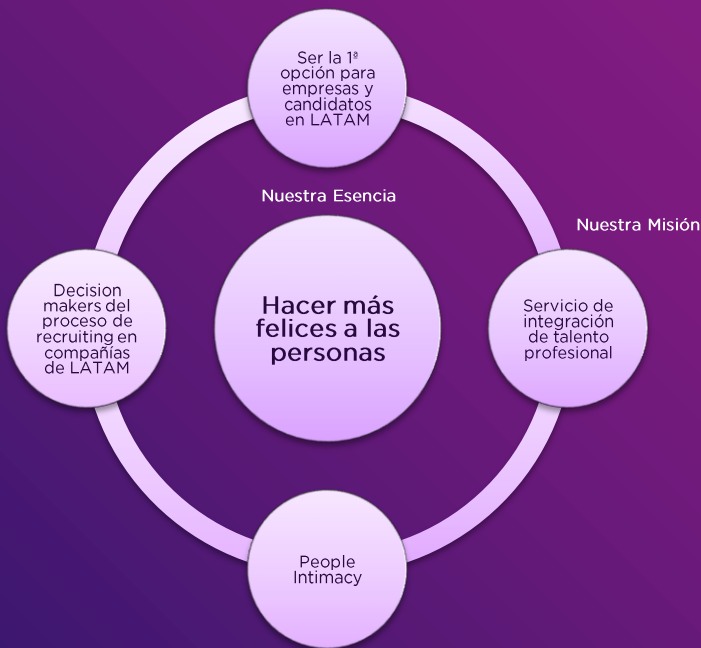 Ser la 1ª
opción para
empresas y
candidatos
en LATAM
Nuestra Esencia
Nuestra Misión
Decision
makers del
proceso de
recruiting en
compañías
de LATAM
Hacer más
felices a las
personas
Servicio de
integración
de talento
profesional
People
Intimacy